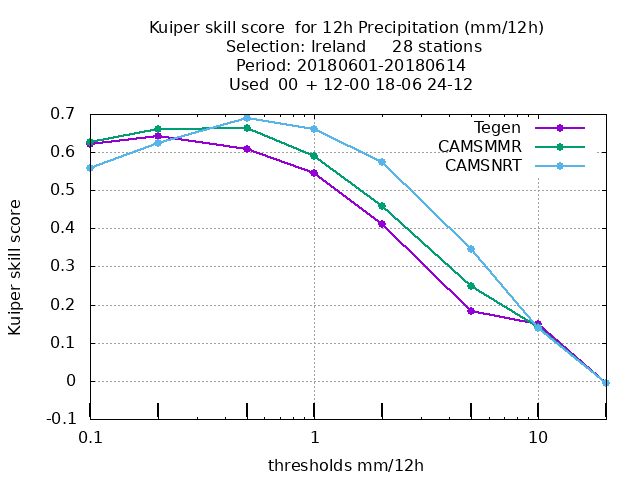 Kuiper skill score  for 12h Precipitation (mm/12h)
Selection: Ireland     28 stations
Period: 20180601-20180614
Used  00  + 12-00 18-06 24-12
Tegen
CAMSMMR
CAMSNRT
Kuiper skill score
0.7
0.6
0.5
0.4
0.3
0.2
0.1
0
-0.1
0.1
1
10
thresholds mm/12h